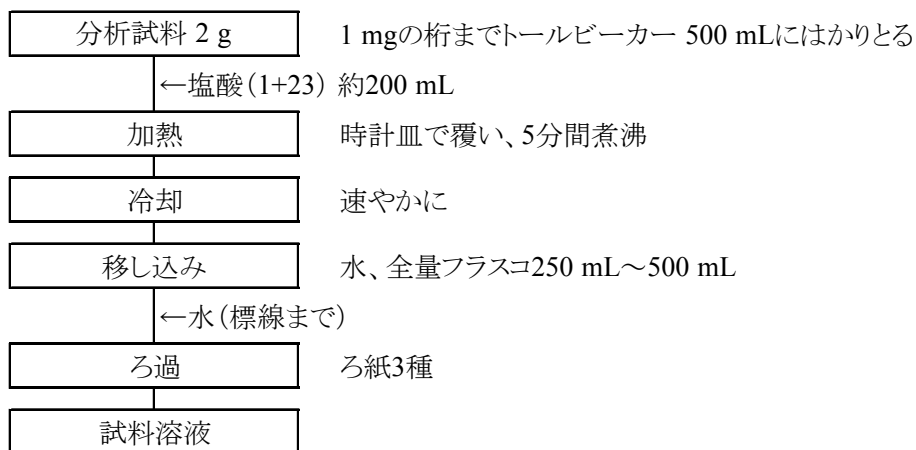 分析試料 2 g 1 mgの桁までトールビーカー 500 mLにはかりとる
←塩酸(1+23) 約200 mL
加熱 時計皿で覆い、5分間煮沸
冷却 速やかに
移し込み 水、全量フラスコ250 mL～500 mL
←水(標線まで)
ろ過 ろ紙3種
試料溶液